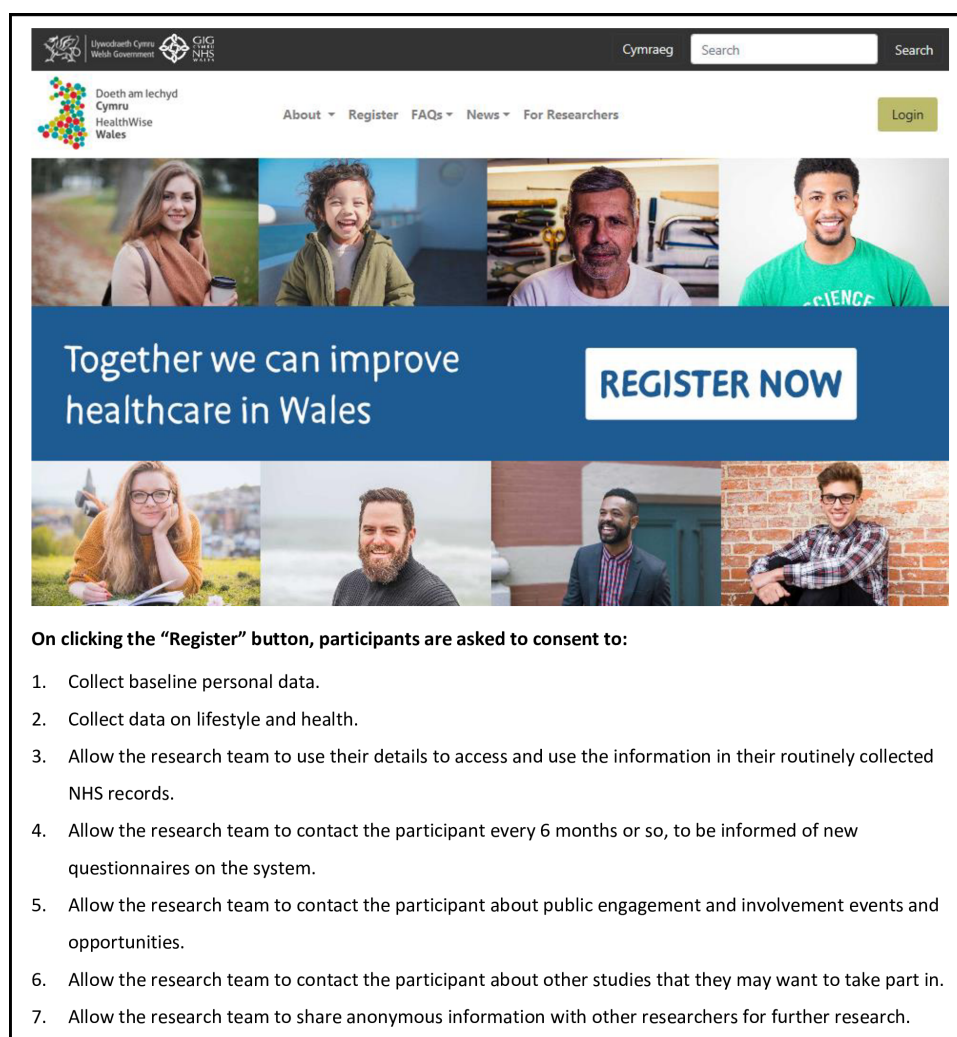 Llywodraeth Cymru
Welsh Government
GIG
CYMRU
NHS
WALES
Cymraeg
Search
Search
Doeth am Iechyd
Cymru
HealthWise
Wales
About
Register
FAQs
News
For Researchers
Login
SCIENCE
Together we can improve
healthcare in Wales
REGISTER NOW
On clicking the “Register” button, participants are asked to consent to:
1. Collect baseline personal data.
2. Collect data on lifestyle and health.
3. Allow the research team to use their details to access and use the information in their routinely collected
NHS records.
4. Allow the research team to contact the participant every 6 months or so, to be informed of new
questionnaires on the system.
5. Allow the research team to contact the participant about public engagement and involvement events and
opportunities.
6. Allow the research team to contact the participant about other studies that they may want to take part in.
7. Allow the research team to share anonymous information with other researchers for further research.